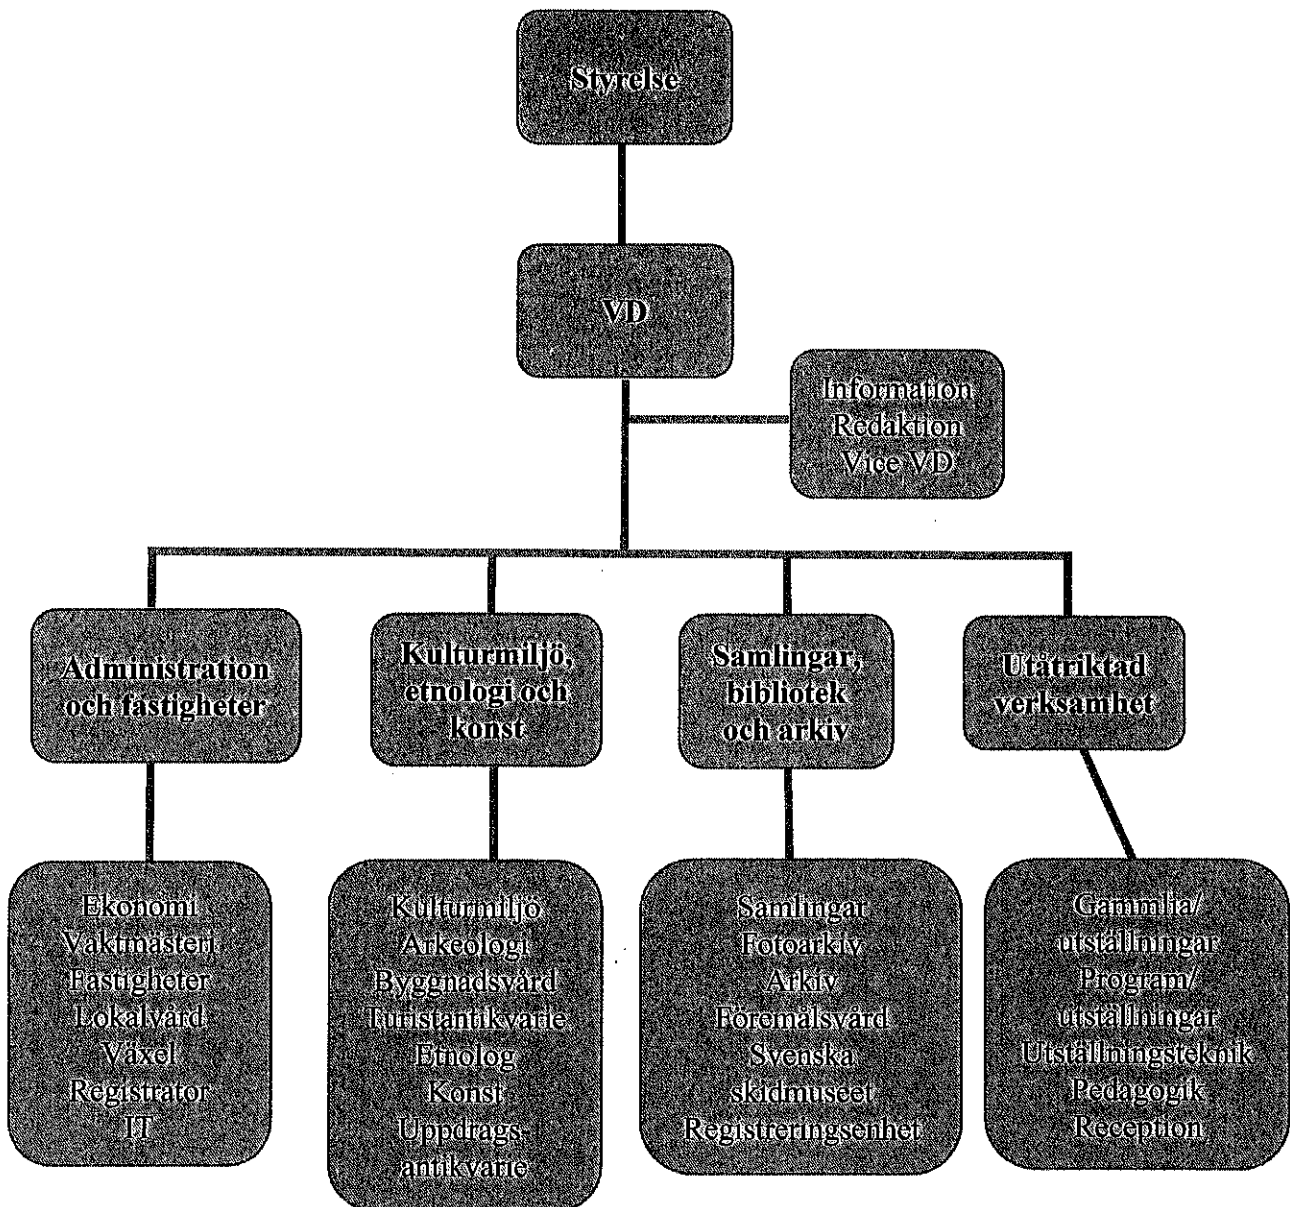 Styrelse
VD
Information
Redaktion
Vice VD
Administration
och fastigheter
Kulturmiljö,
etnologi och
konst
Samlingar,
bibliotek
och arkiv
Utåtriktad
verksamhet
Ekonomi
Vaktmästeri
Fastigheter
Lokalvård
Växel
Registrator
IT
Kulturmiljö
Arkeologi
Byggnadsvård
Turistantikvarie
Etnolog
Konst
Uppdrags-
antikvarie
Samlingar
Fotoarkiv
Arkiv
Föremålsvård
Svenska
skidmuseet
Registreringsenhet
Gammlia/
utställningar
Program/
utställningar
Utställningsteknik
Pedagogik
Reception